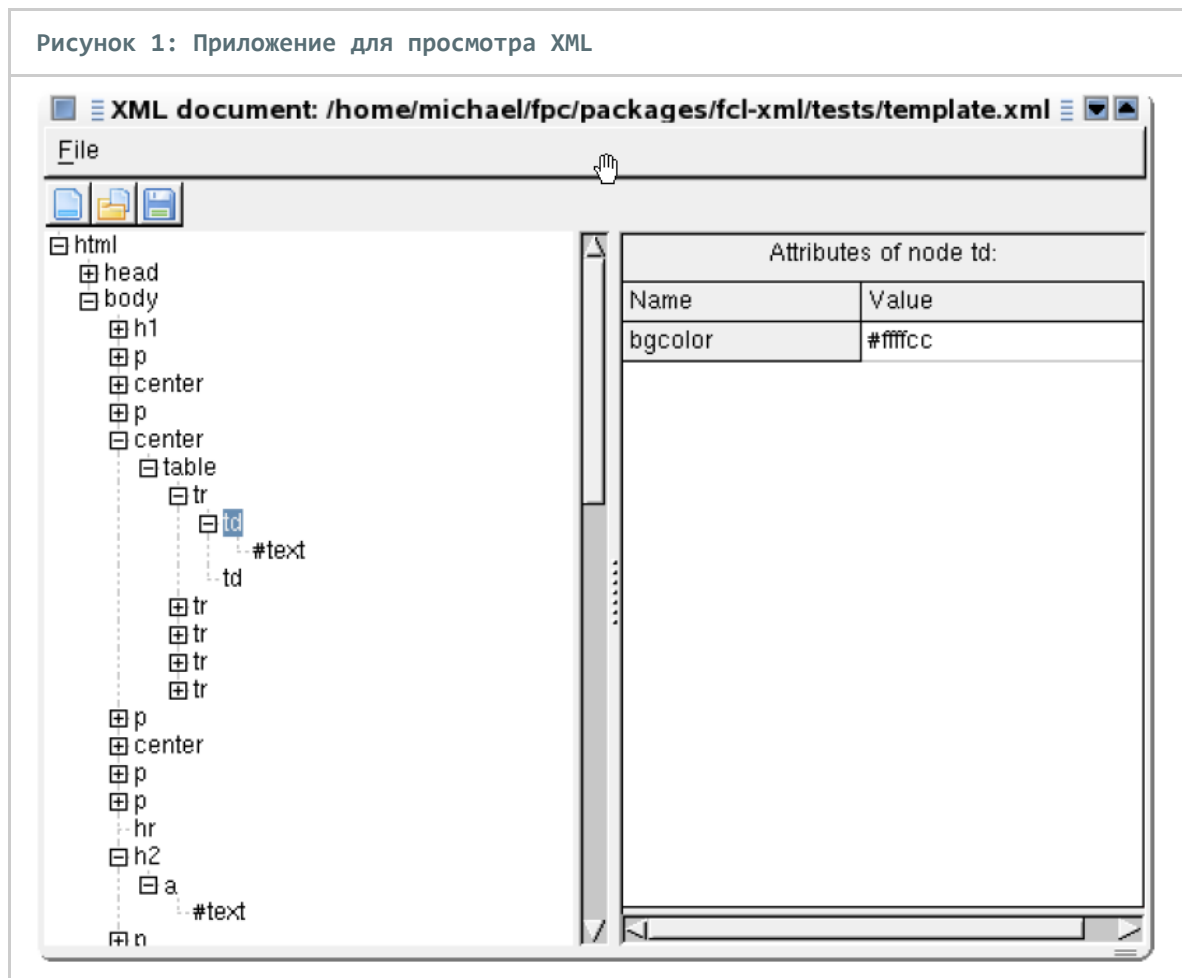 Рисунок 1: Приложение для просмотра XML
XML document: /home/michael/fpc/packages/fcl-xml/tests/template.xml
File
html
head
body
h1
p
center
p
center
table
tr
td
#text
td
tr
tr
tr
tr
p
center
p
p
hr
h2
a
#text
Attributes of node td:
Name Value
bgcolor #ffffcc